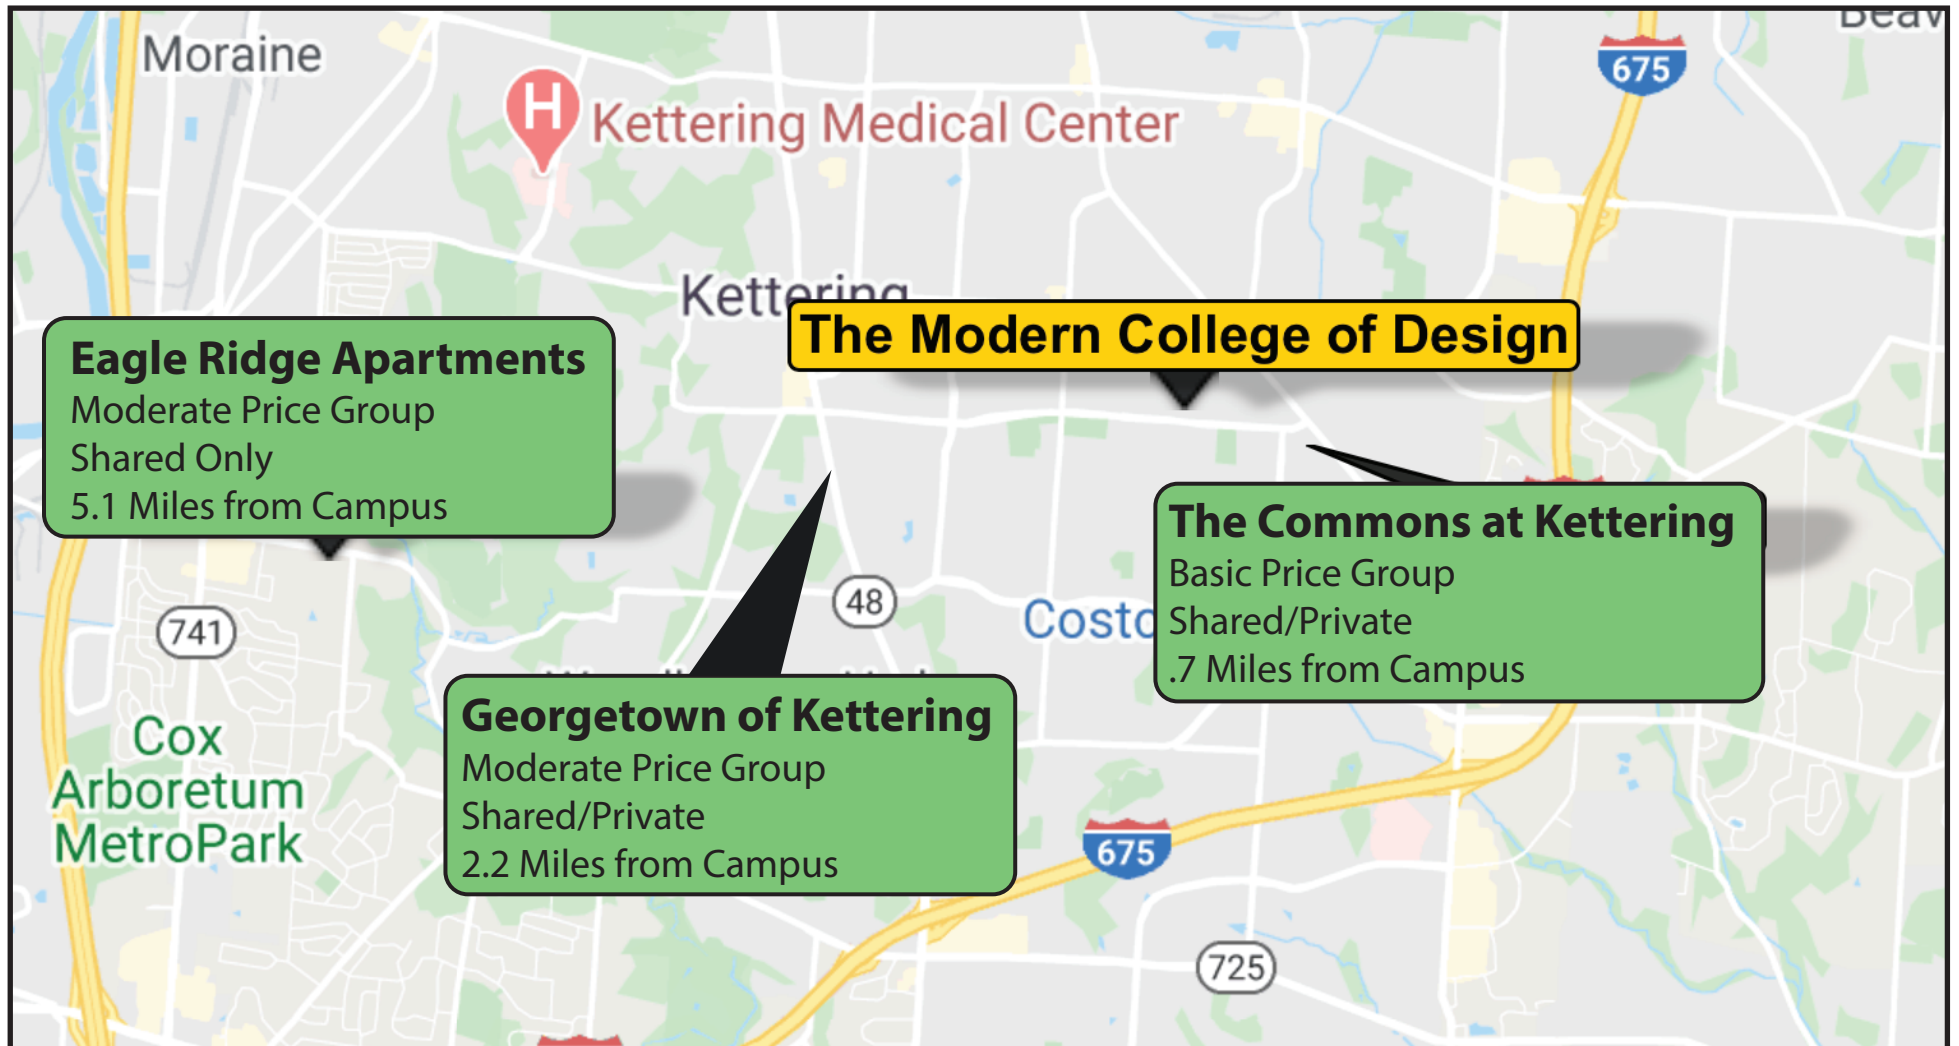 Moraine
675
Kettering Medical Center
Kettering
The Modern College of Design
Eagle Ridge Apartments
Moderate Price Group
Shared Only
5.1 Miles from Campus
The Commons at Kettering
Basic Price Group
Shared/Private
.7 Miles from Campus
48
741
Georgetown of Kettering
Moderate Price Group
Shared/Private
2.2 Miles from Campus
Cox
Arboretum
MetroPark
675
725
H